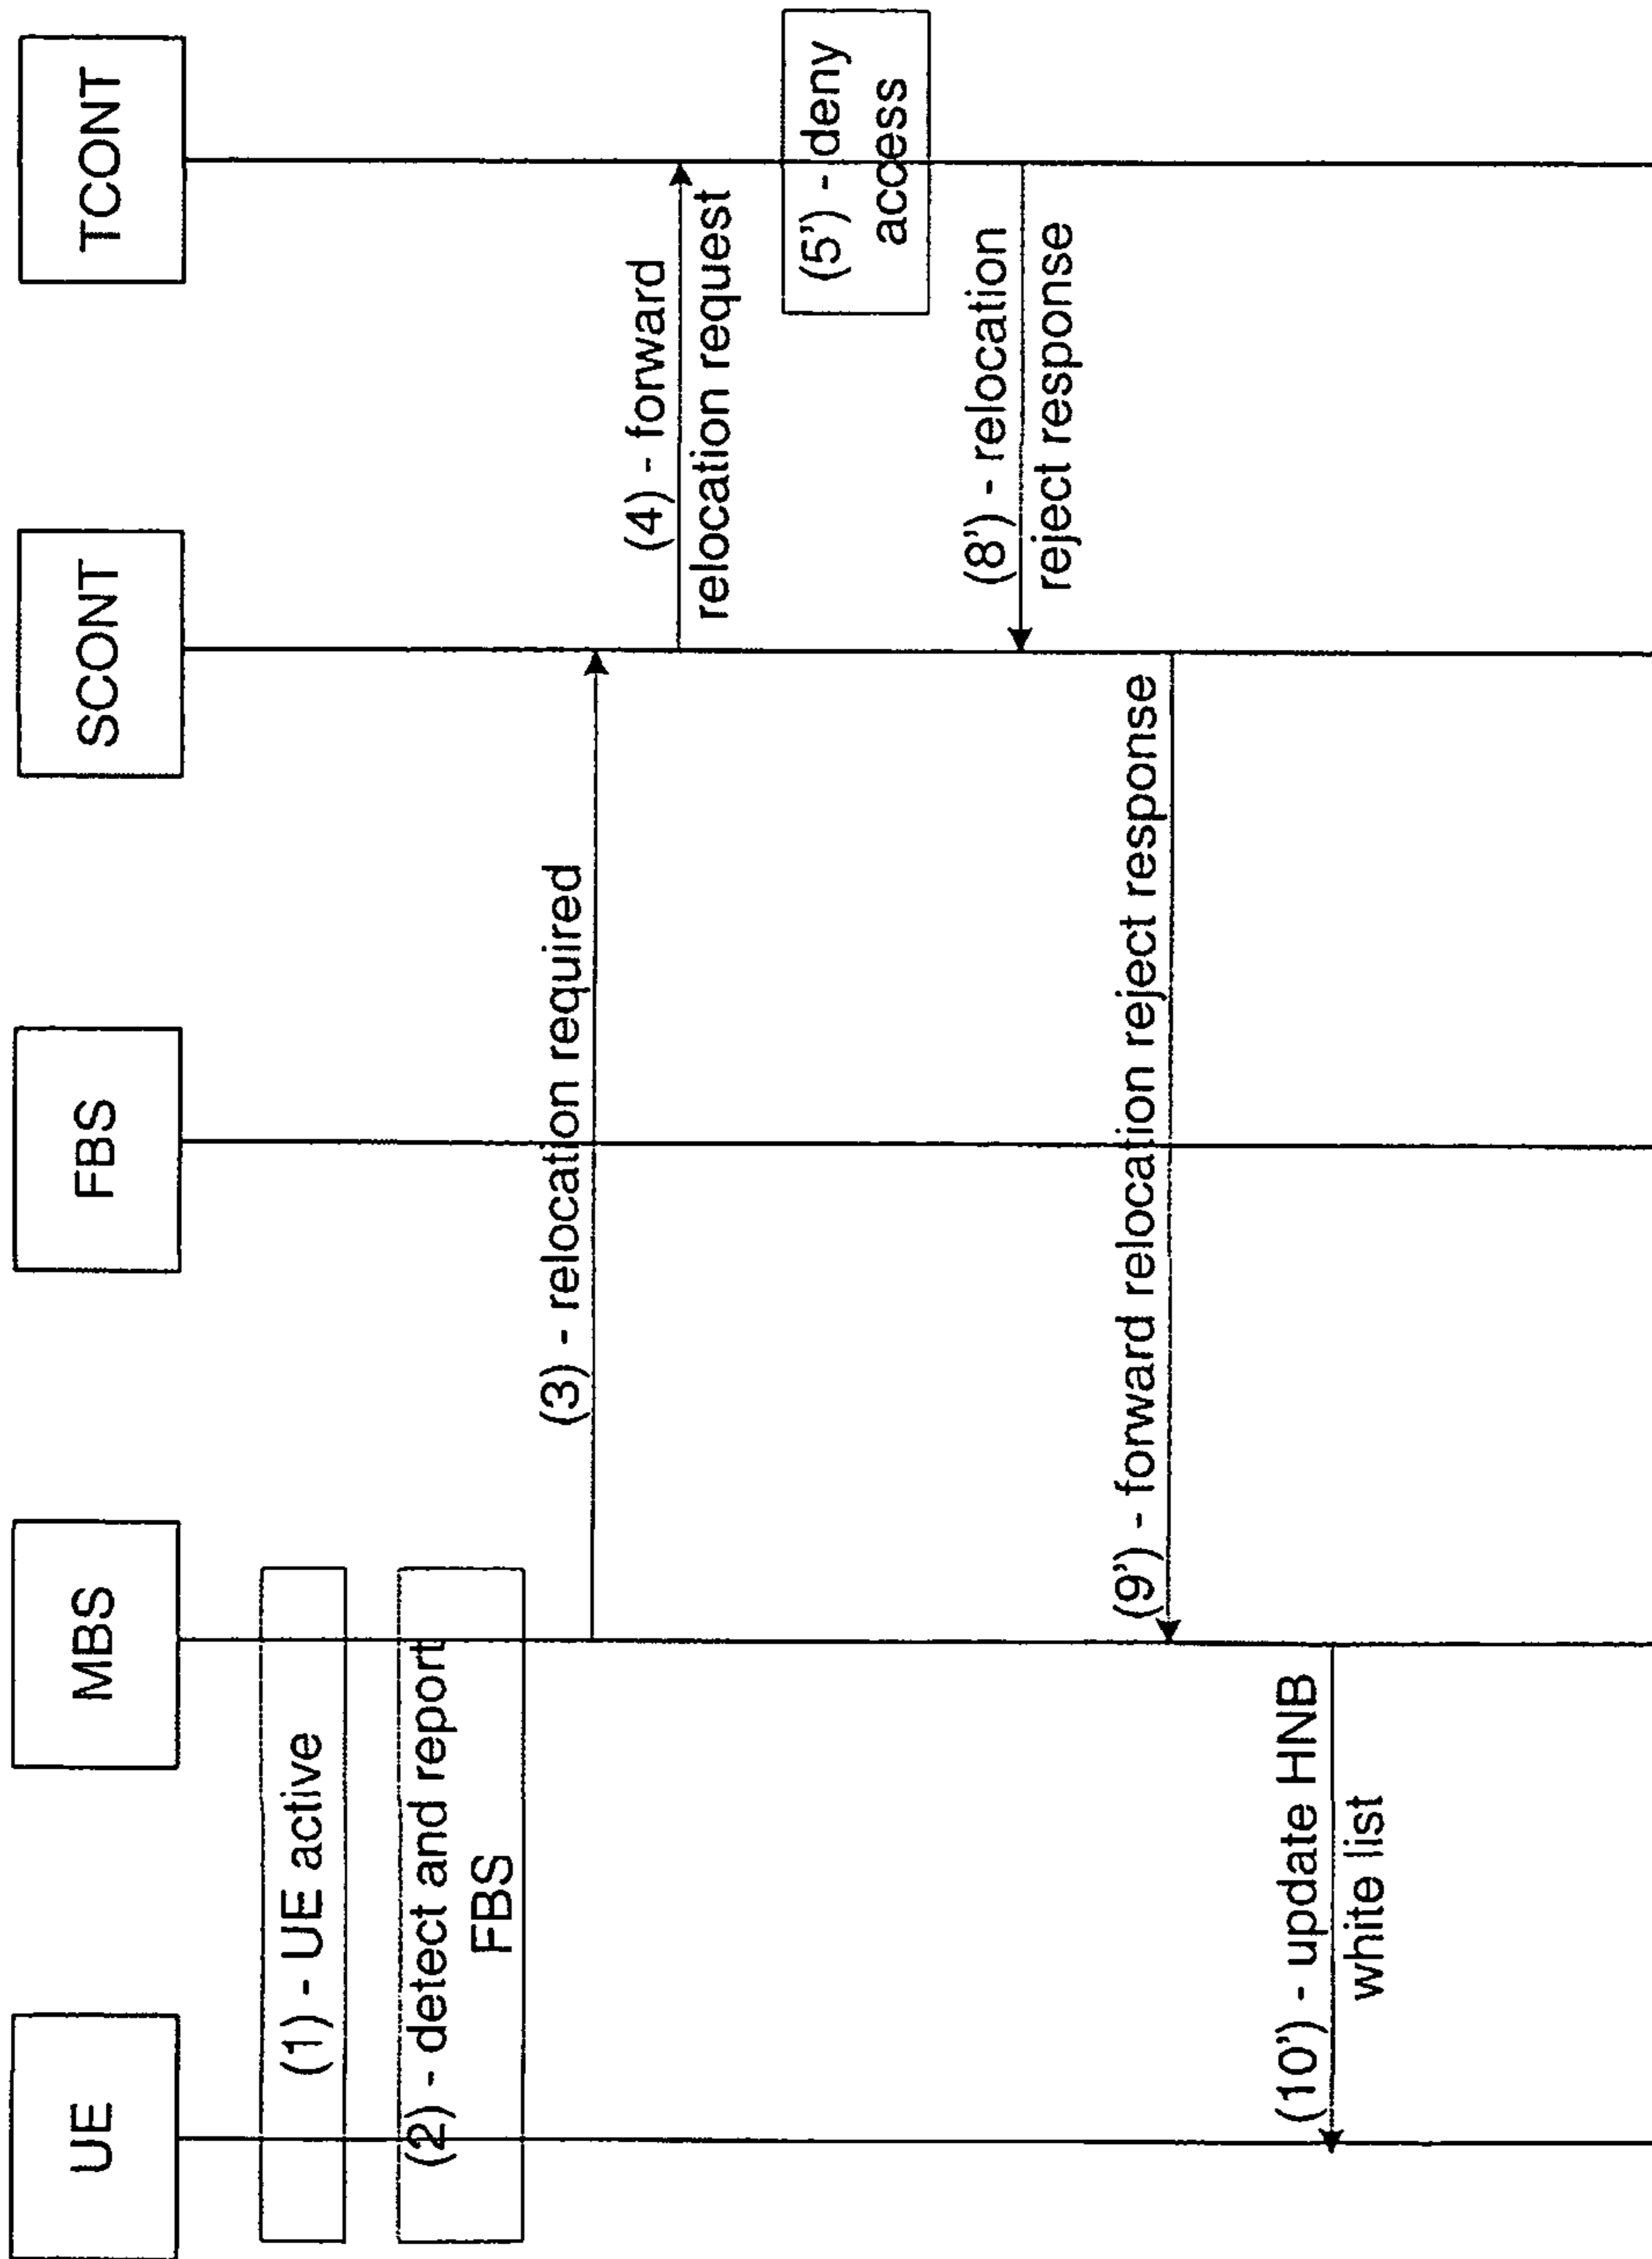 UE
MBS
FBS
SCONT
TCONT
(1) - UE active
(2) - detect and report
FBS
(3) - relocation required
(4) - forward
relocation request
(5') - deny
access
(8') - relocation
reject response
(9') - forward relocation reject response
(10') - update HNB
white list